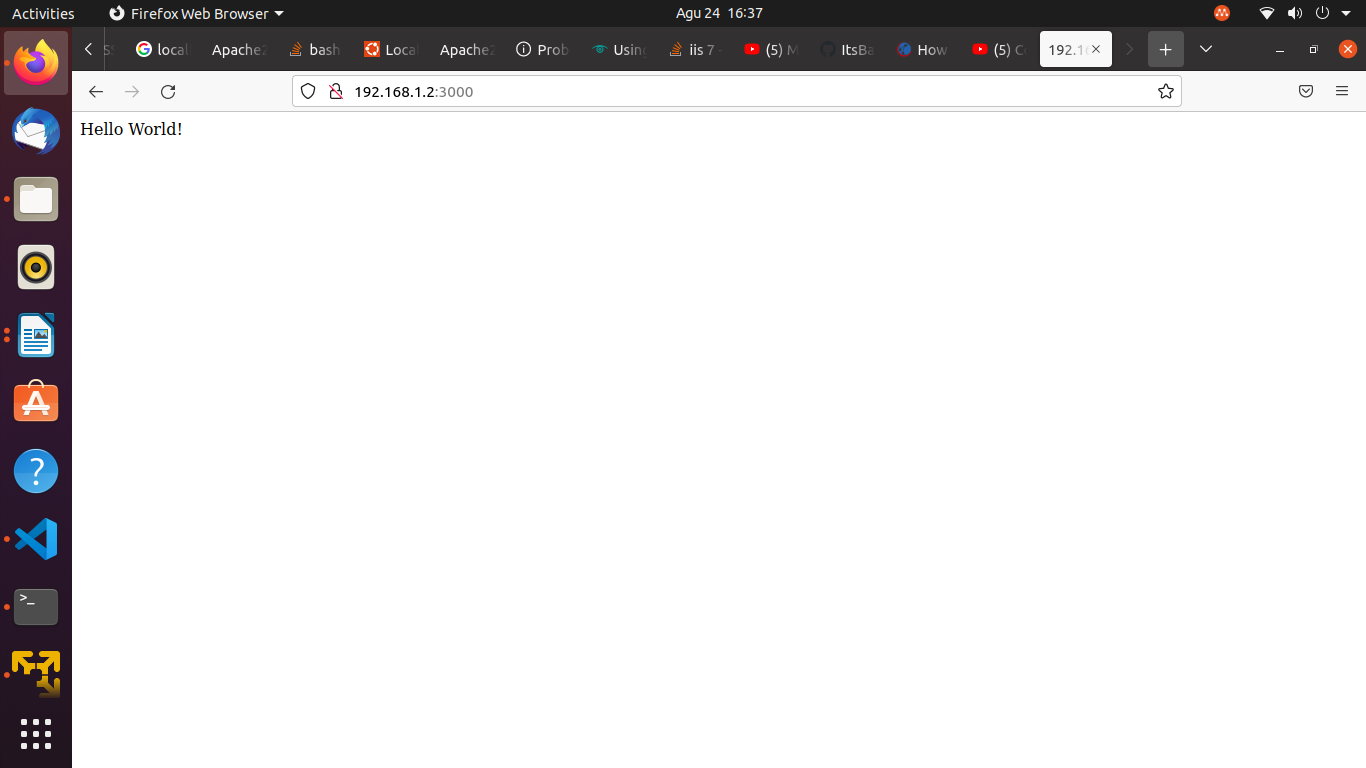 Activities Firefox Web Browser Agu 24 16:37
local Apache2 bash Local Apache2 Prob Using iis 7 - (5) M ItsBa How (5) C 192.16
192.168.1.2:3000
Hello World!